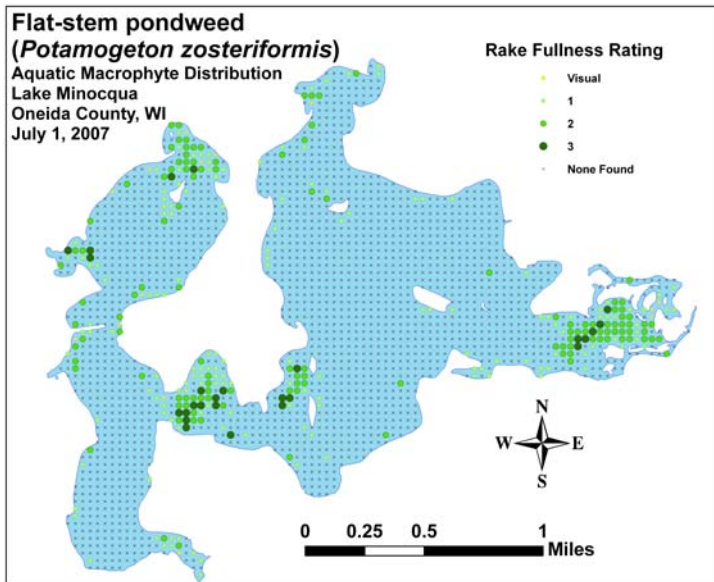 Flat-stem pondweed
(Potamogeton zosteriformis)
Aquatic Macrophyte Distribution
Lake Minocqua
Oneida County, WI
July 1, 2007
Rake Fullness Rating
Visual
1
2
3
None Found
N
W E
S
0 0.25 0.5 1
Miles